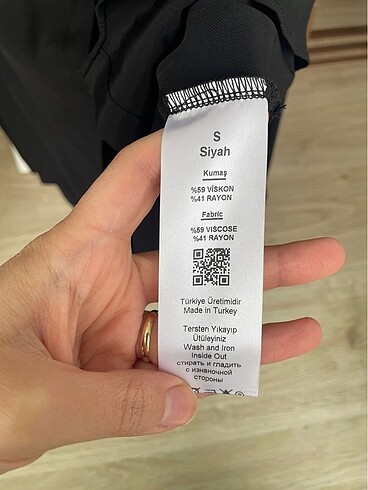 S
Siyah
Kumaş
%59 VİSKON
%41 RAYON
Fabric
%59 VISCOSE
%41 RAYON
Türkiye Üretimidir
Made in Turkey
Tersten Yıkayıp
Ütüleyiniz
Wash and Iron
Inside Out
стирать и гладить
с изнаночной
стороны